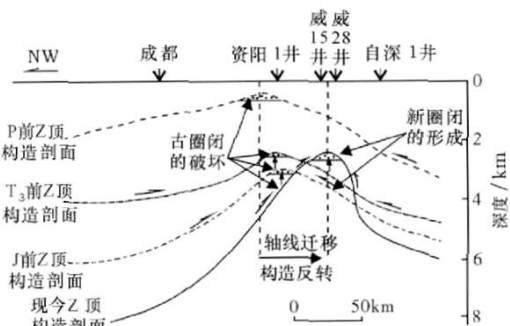 NW
成都
资阳 1井
威15井
威28井
自深 1井
0
P前Z顶
构造剖面
古圈闭
的破坏
新圈闭
的形成
2
T₃前Z顶
构造剖面
4
深度/km
J前Z顶
构造剖面
轴线迁移
构造反转
6
现今Z顶
构造剖面
0
50km
8